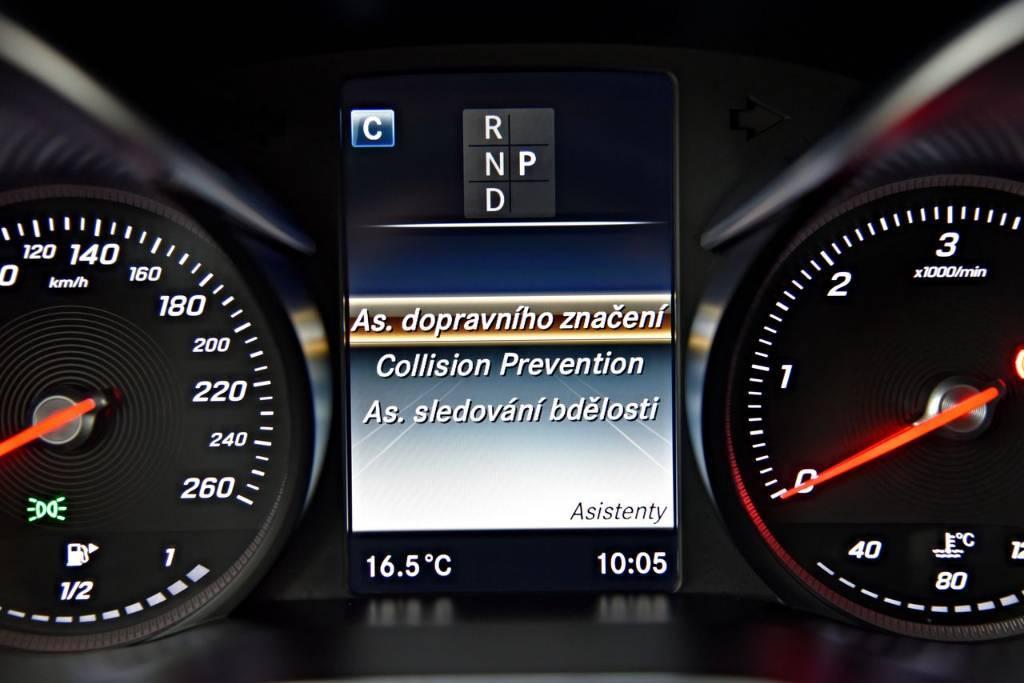 C
R
N P
D
As. dopravního značení
Collision Prevention
As. sledování bdělosti
Asistenty
16.5°C 10:05
120
140
160
km/h
180
200
220
240
260
1/2
1
0
1
2
3
x1000/min
40
80
°C